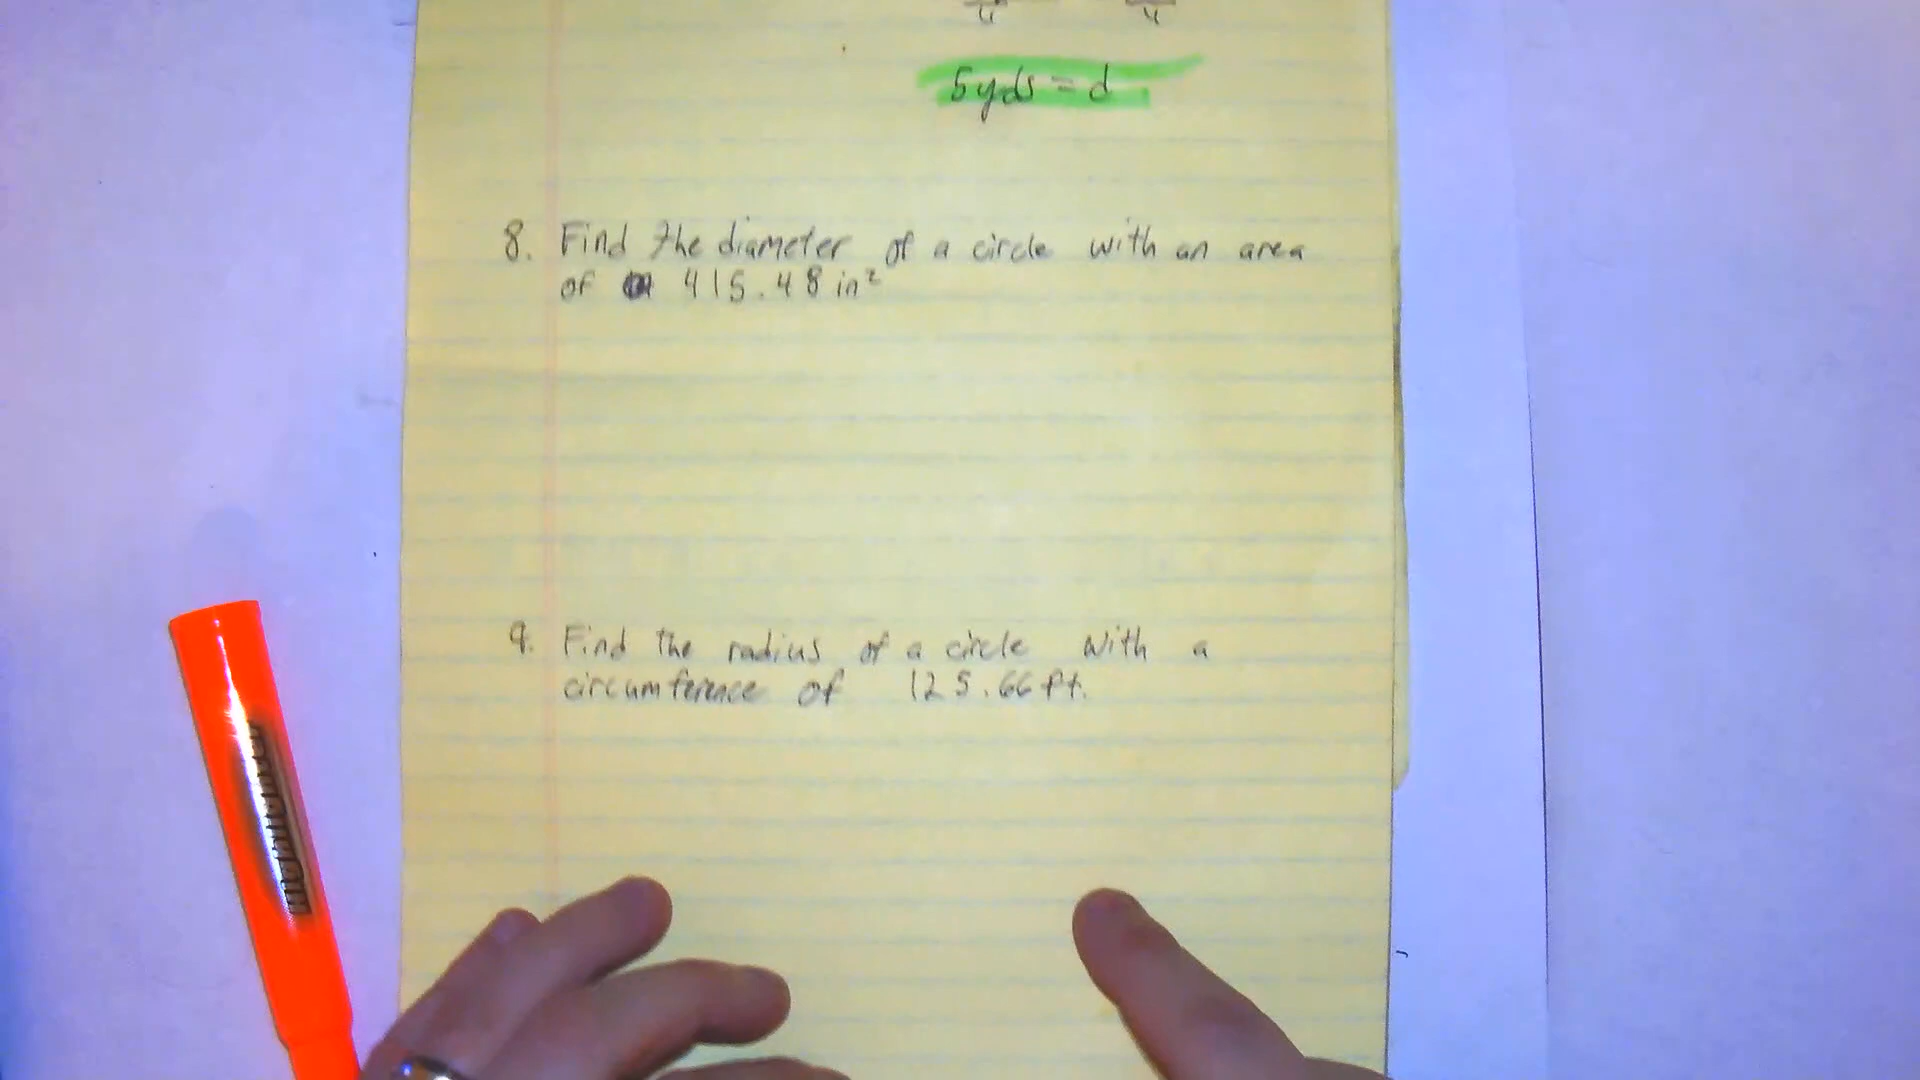 5yds = d
8. Find the diameter of a circle with an area
of 415.48 in²
9. Find the radius of a circle with a
circumference of 125.66 ft.